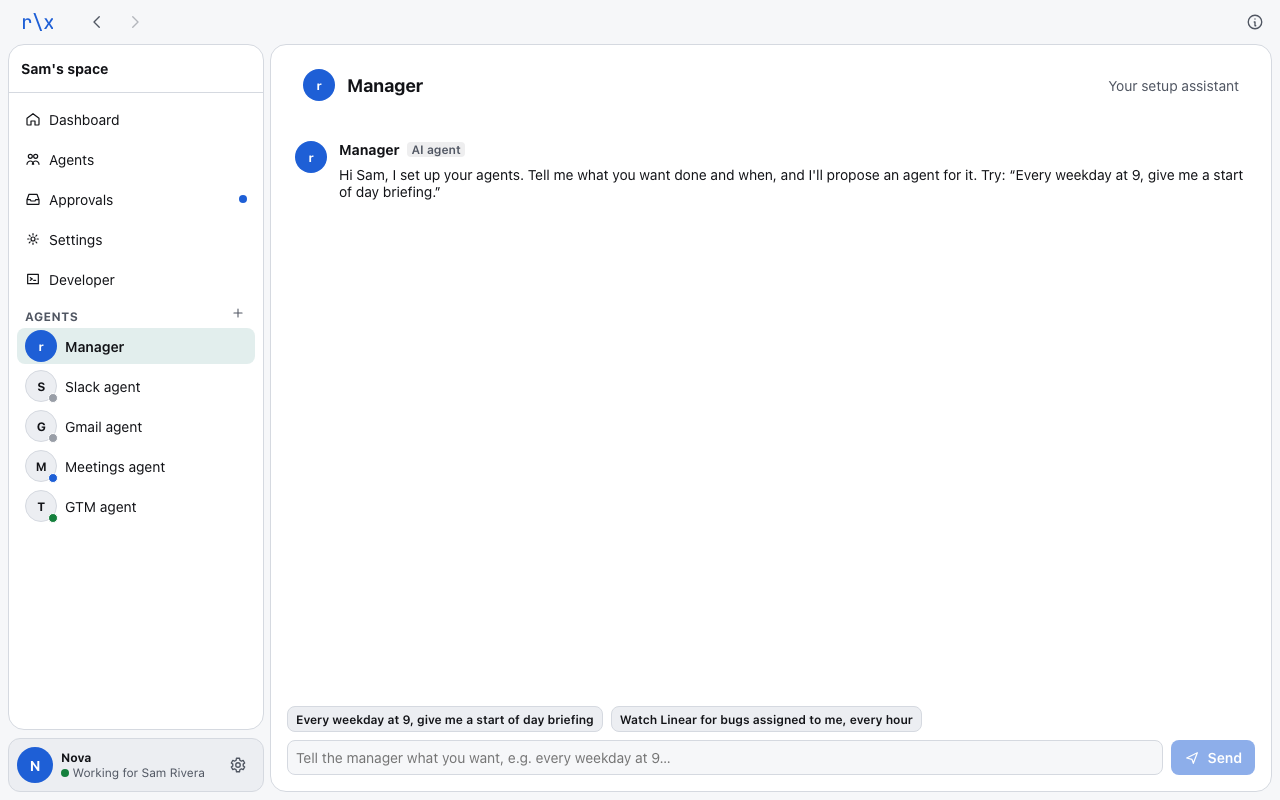 r\x
Sam's space
Dashboard
Agents
Approvals
Settings
Developer
AGENTS
r
Manager
S
Slack agent
G
Gmail agent
M
Meetings agent
T
GTM agent
N
Nova
Working for Sam Rivera
r
Manager
Your setup assistant
r
Manager AI agent
Hi Sam, I set up your agents. Tell me what you want done and when, and I'll propose an agent for it. Try: “Every weekday at 9, give me a start
of day briefing.”
Every weekday at 9, give me a start of day briefing
Watch Linear for bugs assigned to me, every hour
Tell the manager what you want, e.g. every weekday at 9...
Send